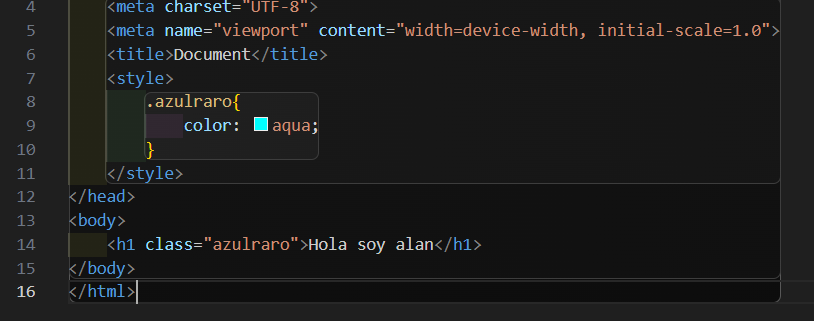 4 <meta charset="UTF-8">
5 <meta name="viewport" content="width=device-width, initial-scale=1.0">
6 <title>Document</title>
7 <style>
8 .azulraro{
9 color: aqua;
10 }
11 </style>
12 </head>
13 <body>
14 <h1 class="azulraro">Hola soy alan</h1>
15 </body>
16 </html>